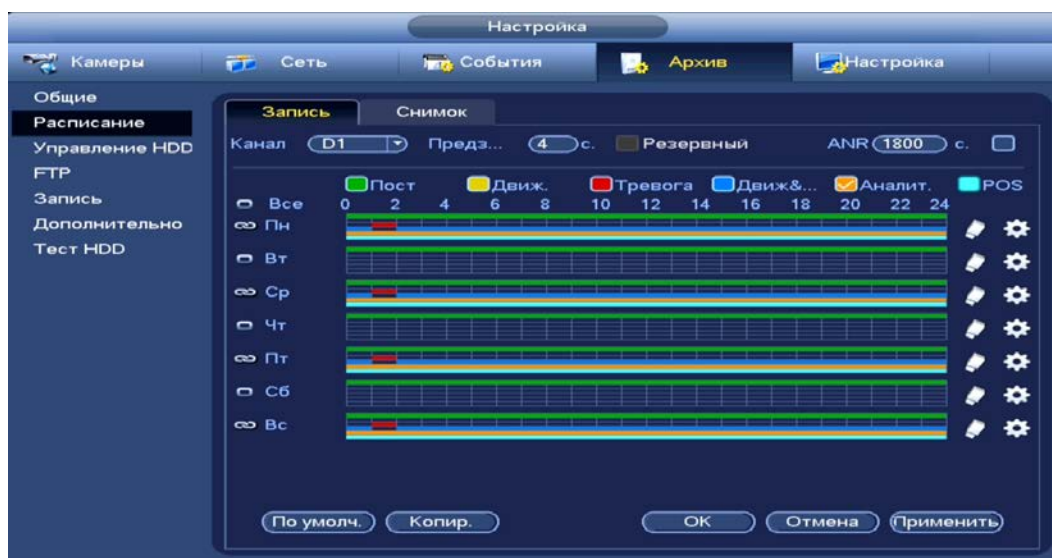 Настройка
Камеры Сеть События Архив Настройка
Общие
Расписание
Управление HDD
FTP
Запись
Дополнительно
Тест HDD
Запись Снимок
Канал D1 Предз... 4 с. Резервный ANR 1800 с.
Пост Движ. Тревога Движ&... Аналит. POS
Все 0 2 4 6 8 10 12 14 16 18 20 22 24
Пн
Вт
Ср
Чт
Пт
Сб
Вс
По умолч. Копир. OK Отмена Применить